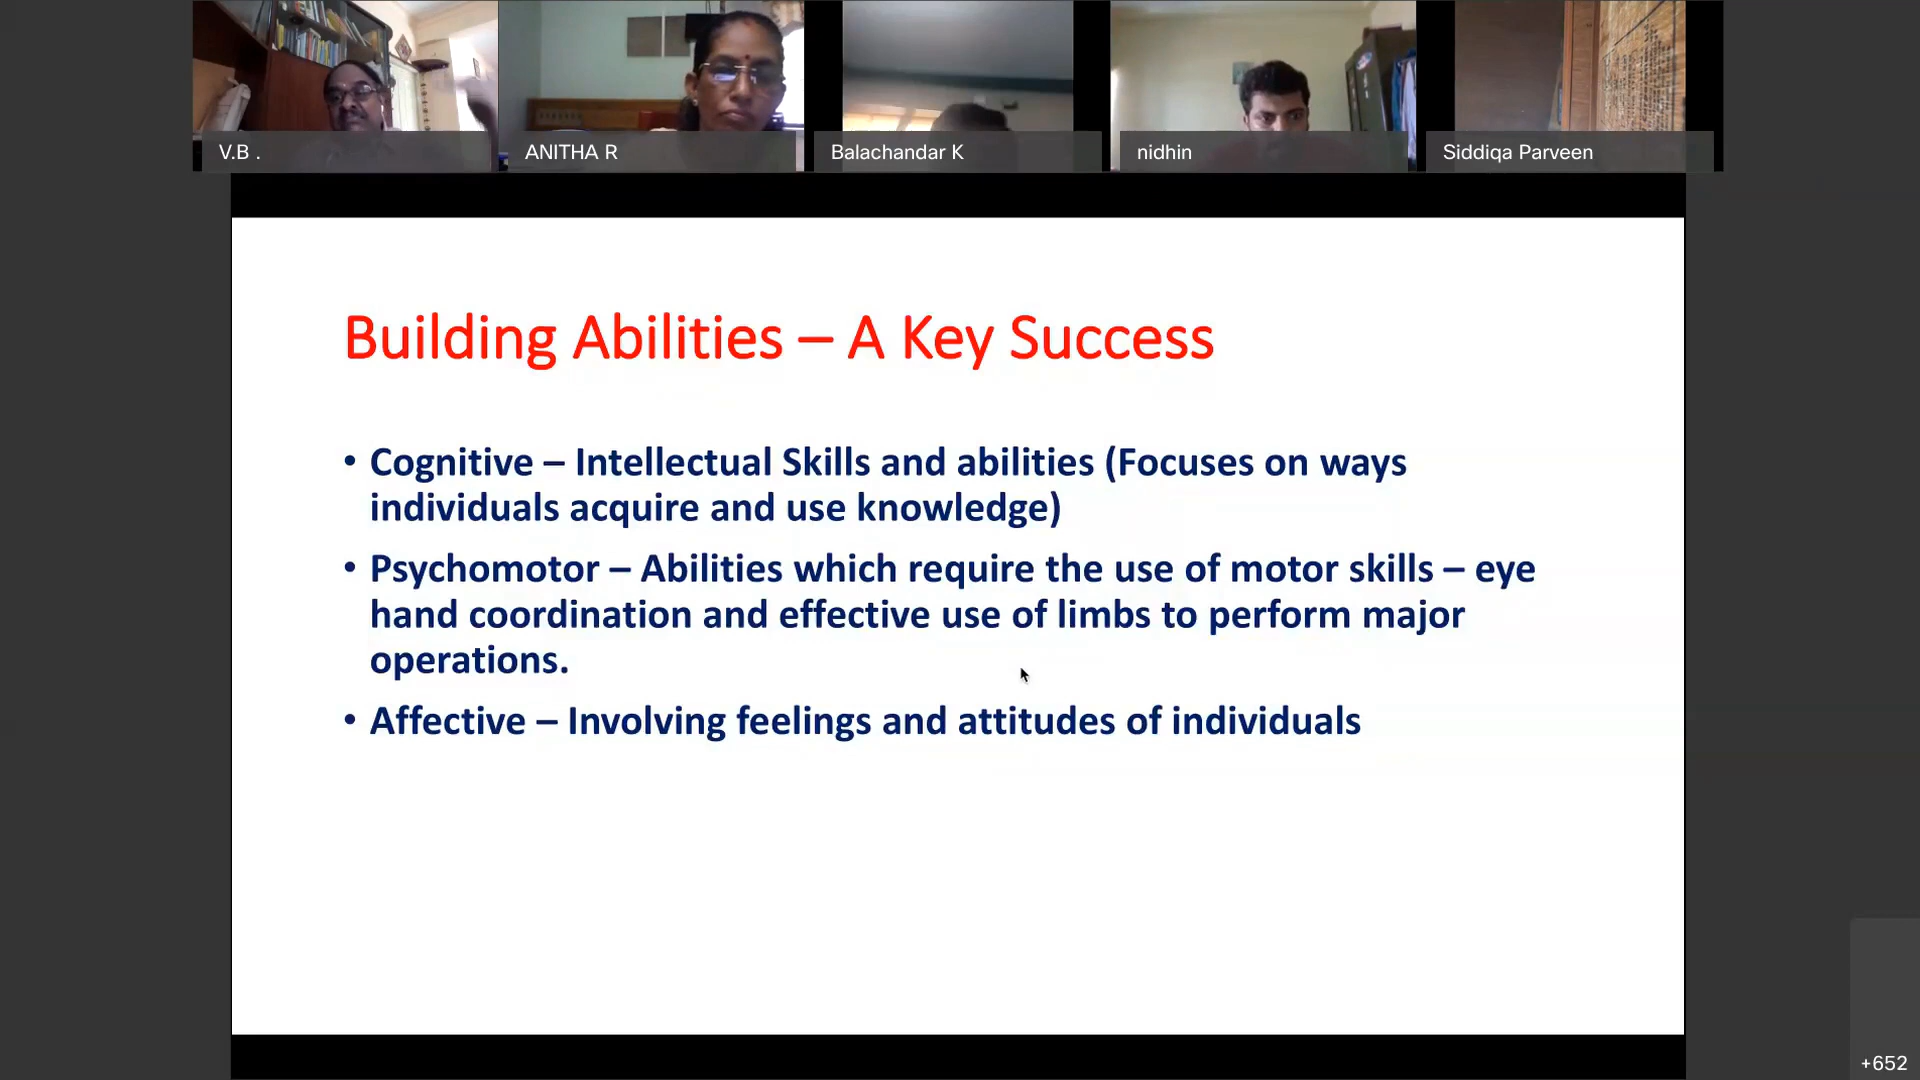 V.B .
ANITHA R
Balachandar K
nidhin
Siddiqa Parveen
Building Abilities – A Key Success
• Cognitive – Intellectual Skills and abilities (Focuses on ways
individuals acquire and use knowledge)
• Psychomotor – Abilities which require the use of motor skills – eye
hand coordination and effective use of limbs to perform major
operations.
• Affective – Involving feelings and attitudes of individuals
+652